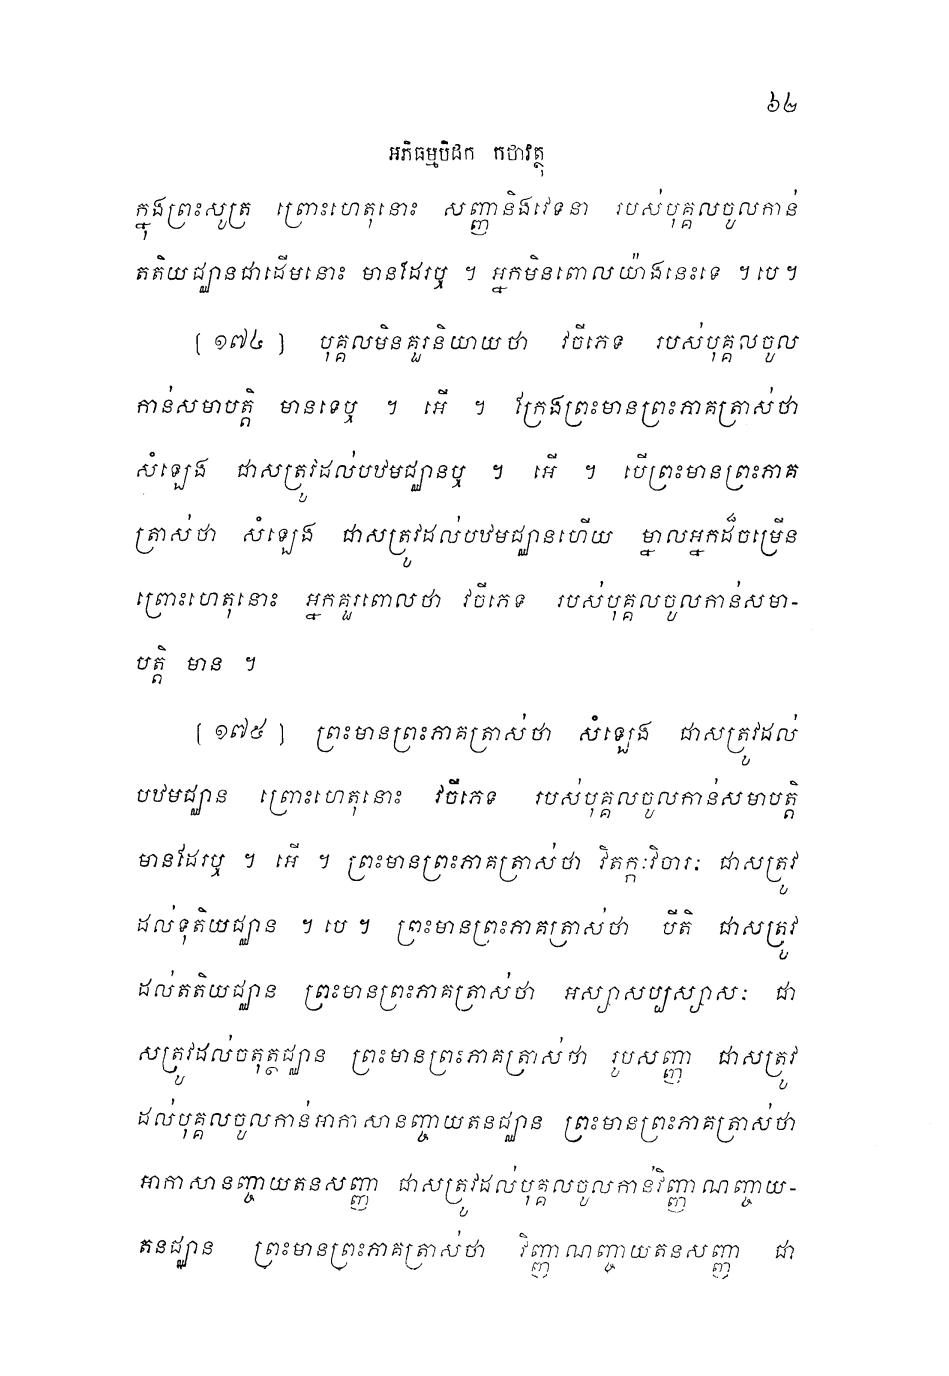 ៦២
អភិធម្មបិដក កថាវត្ថុ
ក្នុងព្រះសូត្រ ព្រោះហេតុនោះ សញ្ញានិងវេទនា របស់បុគ្គលចូលកាន់
តតិយជ្ឈានជាដើមនោះ មានដែរឬ ។ អ្នកមិនពោលយ៉ាងនេះទេ ។ បេ ។
[ ១៧៤ ] បុគ្គលមិនគួរនិយាយថា វចីភេទ របស់បុគ្គលចូល
កាន់សមាបត្តិ មានទេឬ ។ អើ ។ ក្រែងព្រះមានព្រះភាគត្រាស់ថា
សំឡេង ជាសត្រូវដល់បឋមជ្ឈានឬ ។ អើ ។ បើព្រះមានព្រះភាគ
ត្រាស់ថា សំឡេង ជាសត្រូវដល់បឋមជ្ឈានហើយ ម្នាលអ្នកដ៏ចម្រើន
ព្រោះហេតុនោះ អ្នកគួរពោលថា វចីភេទ របស់បុគ្គលចូលកាន់សមា-
បត្តិ មាន ។
[ ១៧៥ ] ព្រះមានព្រះភាគត្រាស់ថា សំឡេង ជាសត្រូវដល់
បឋមជ្ឈាន ព្រោះហេតុនោះ វចីភេទ របស់បុគ្គលចូលកាន់សមាបត្តិ
មានដែរឬ ។ អើ ។ ព្រះមានព្រះភាគត្រាស់ថា វិតក្កៈវិចារៈ ជាសត្រូវ
ដល់ទុតិយជ្ឈាន ។ បេ ។ ព្រះមានព្រះភាគត្រាស់ថា បីតិ ជាសត្រូវ
ដល់តតិយជ្ឈាន ព្រះមានព្រះភាគត្រាស់ថា អស្សាសប្បស្សាសៈ ជា
សត្រូវដល់ចតុត្ថជ្ឈាន ព្រះមានព្រះភាគត្រាស់ថា រូបសញ្ញា ជាសត្រូវ
ដល់បុគ្គលចូលកាន់អាកាសានញ្ចាយតនជ្ឈាន ព្រះមានព្រះភាគត្រាស់ថា
អាកាសានញ្ចាយតនសញ្ញា ជាសត្រូវដល់បុគ្គលចូលកាន់វិញ្ញាណញ្ចាយ-
តនជ្ឈាន ព្រះមានព្រះភាគត្រាស់ថា វិញ្ញាណញ្ចាយតនសញ្ញា ជា